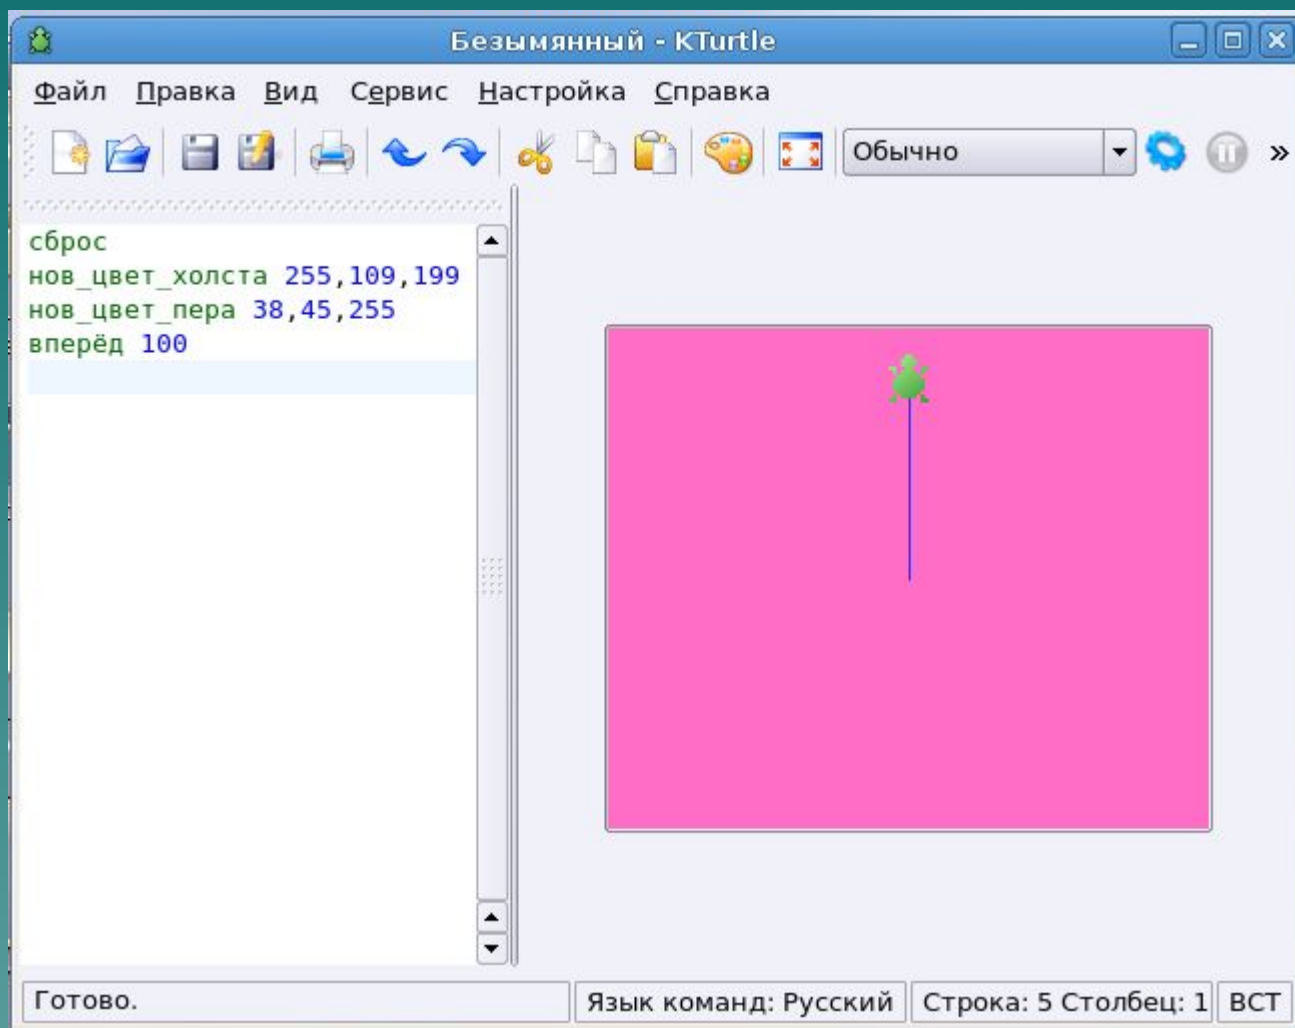 Безымянный - KTurtle
Файл Правка Вид Сервис Настройка Справка
Обычно »
сброс
нов_цвет_холста 255,109,199
нов_цвет_пера 38,45,255
вперёд 100
Готово.
Язык команд: Русский
Строка: 5 Столбец: 1
ВСТ